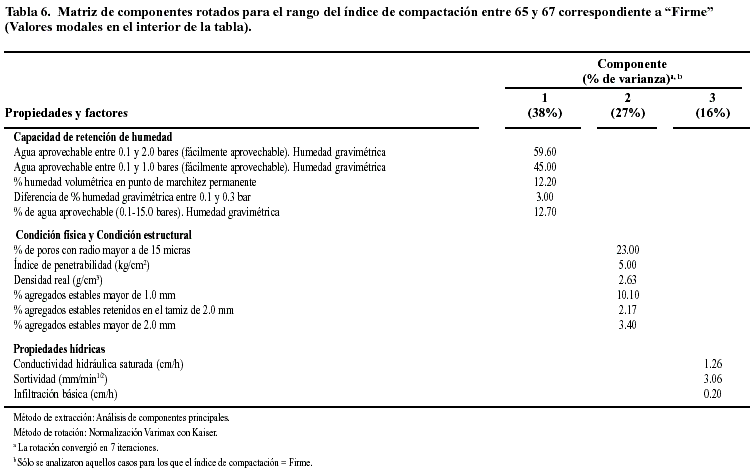 Tabla 6. Matriz de componentes rotados para el rango del índice de compactación entre 65 y 67 correspondiente a “Firme”
(Valores modales en el interior de la tabla).
Componente
(% de varianza)ᵃ, ᵇ
1 2 3
Propiedades y factores (38%) (27%) (16%)
Capacidad de retención de humedad
Agua aprovechable entre 0.1 y 2.0 bares (fácilmente aprovechable). Humedad gravimétrica 59.60
Agua aprovechable entre 0.1 y 1.0 bares (fácilmente aprovechable). Humedad gravimétrica 45.00
% humedad volumétrica en punto de marchitez permanente 12.20
Diferencia de % humedad gravimétrica entre 0.1 y 0.3 bar 3.00
% de agua aprovechable (0.1-15.0 bares). Humedad gravimétrica 12.70
Condición física y Condición estructural
% de poros con radio mayor a de 15 micras 23.00
Índice de penetrabilidad (kg/cm²) 5.00
Densidad real (g/cm³) 2.63
% agregados estables mayor de 1.0 mm 10.10
% agregados estables retenidos en el tamiz de 2.0 mm 2.17
% agregados estables mayor de 2.0 mm 3.40
Propiedades hídricas
Conductividad hidráulica saturada (cm/h) 1.26
Sortividad (mm/min¹ᐟ²) 3.06
Infiltración básica (cm/h) 0.20
Método de extracción: Análisis de componentes principales.
Método de rotación: Normalización Varimax con Kaiser.
ᵃ La rotación convergió en 7 iteraciones.
ᵇ Sólo se analizaron aquellos casos para los que el índice de compactación = Firme.